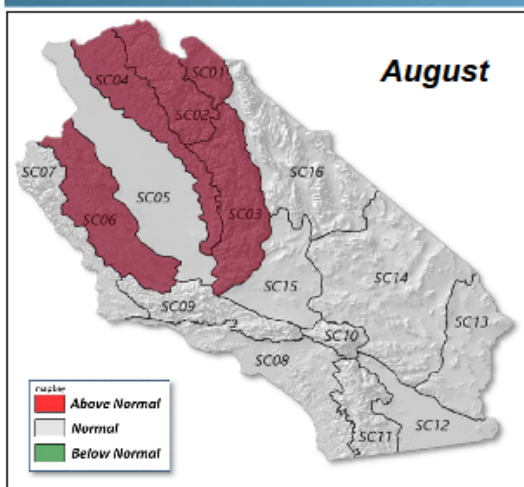 August
SC01
SC04
SC02
SC07
SC16
SC05
SC06
SC03
SC14
SC15
SC09
SC13
SC10
SC08
SC12
SC11
Above Normal
Normal
Below Normal